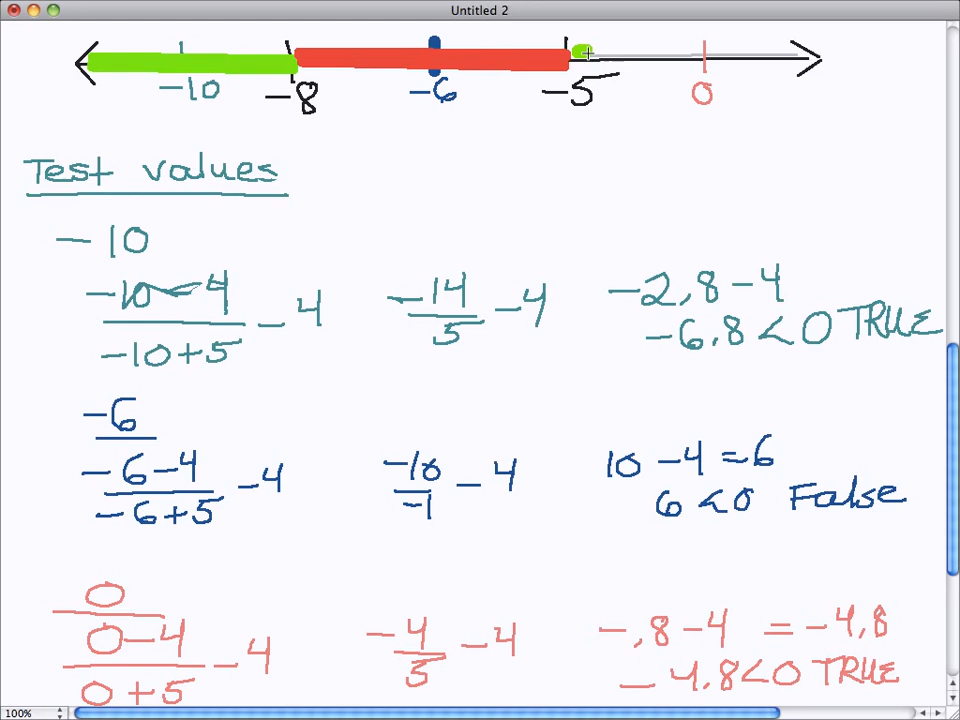 Untitled 2
-10 -8 -6 -5 0
Test values
-10
-10-4 / -10+5 - 4   -14 / 5 - 4   -2,8-4
-6.8<0 TRUE
-6
-6-4 / -6+5 -4   -10 / -1 - 4   10 -4 =6
6 <0 False
0
0-4 / 0+5 -4   -4 / 5 -4   -,8-4 = -4,8
-4.8<0 TRUE
100%